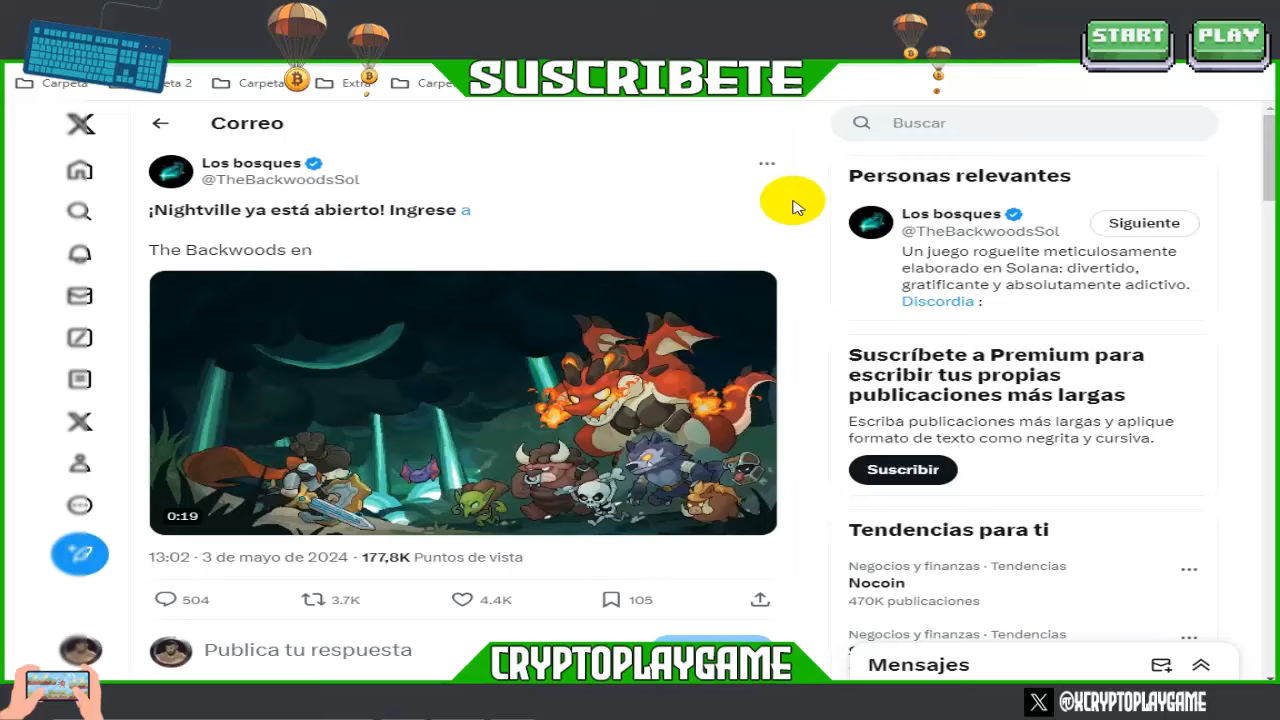 START
PLAY
SUSCRIBETE
Carpeta
ta 2
Carpeta
Extra
Carpe
Correo
Buscar
Los bosques
@TheBackwoodsSol
¡Nightville ya está abierto! Ingrese a
The Backwoods en
0:19
13:02 · 3 de mayo de 2024 · 177,8K Puntos de vista
504
3.7K
4.4K
105
Publica tu respuesta
Personas relevantes
Los bosques
@TheBackwoodsSol
Siguiente
Un juego roguelite meticulosamente
elaborado en Solana: divertido,
gratificante y absolutamente adictivo.
Discordia :
Suscríbete a Premium para
escribir tus propias
publicaciones más largas
Escriba publicaciones más largas y aplique
formato de texto como negrita y cursiva.
Suscribir
Tendencias para ti
Negocios y finanzas · Tendencias
Nocoin
470K publicaciones
Negocios y finanzas · Tendencias
Mensajes
CRYPTOPLAYGAME
@XCRYPTOPLAYGAME